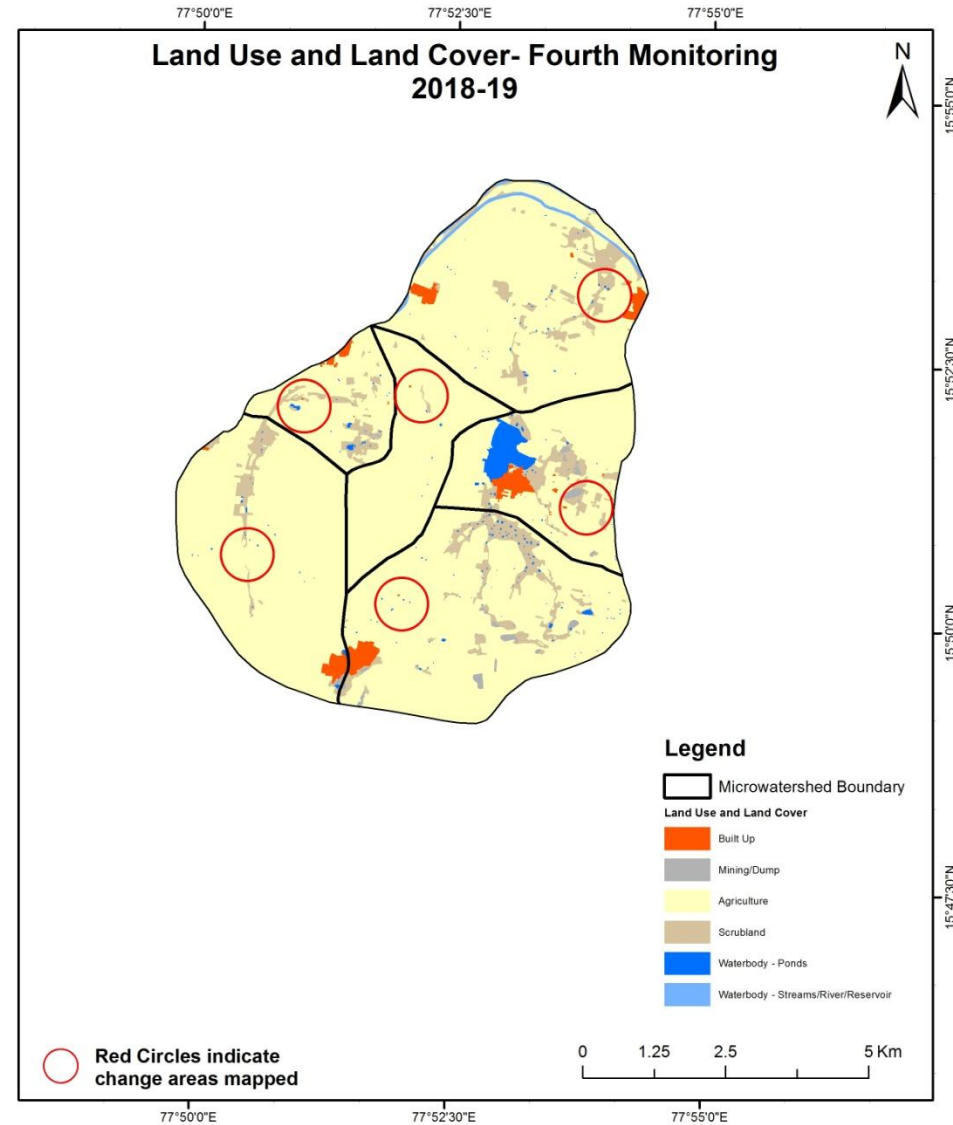 77°50'0"E 77°52'30"E 77°55'0"E
Land Use and Land Cover- Fourth Monitoring
2018-19
N
15°55'0"N
15°52'30"N
15°50'0"N
15°47'30"N
Legend
Microwatershed Boundary
Land Use and Land Cover
Built Up
Mining/Dump
Agriculture
Scrubland
Waterbody - Ponds
Waterbody - Streams/River/Reservoir
Red Circles indicate
change areas mapped
0 1.25 2.5 5 Km
77°50'0"E 77°52'30"E 77°55'0"E